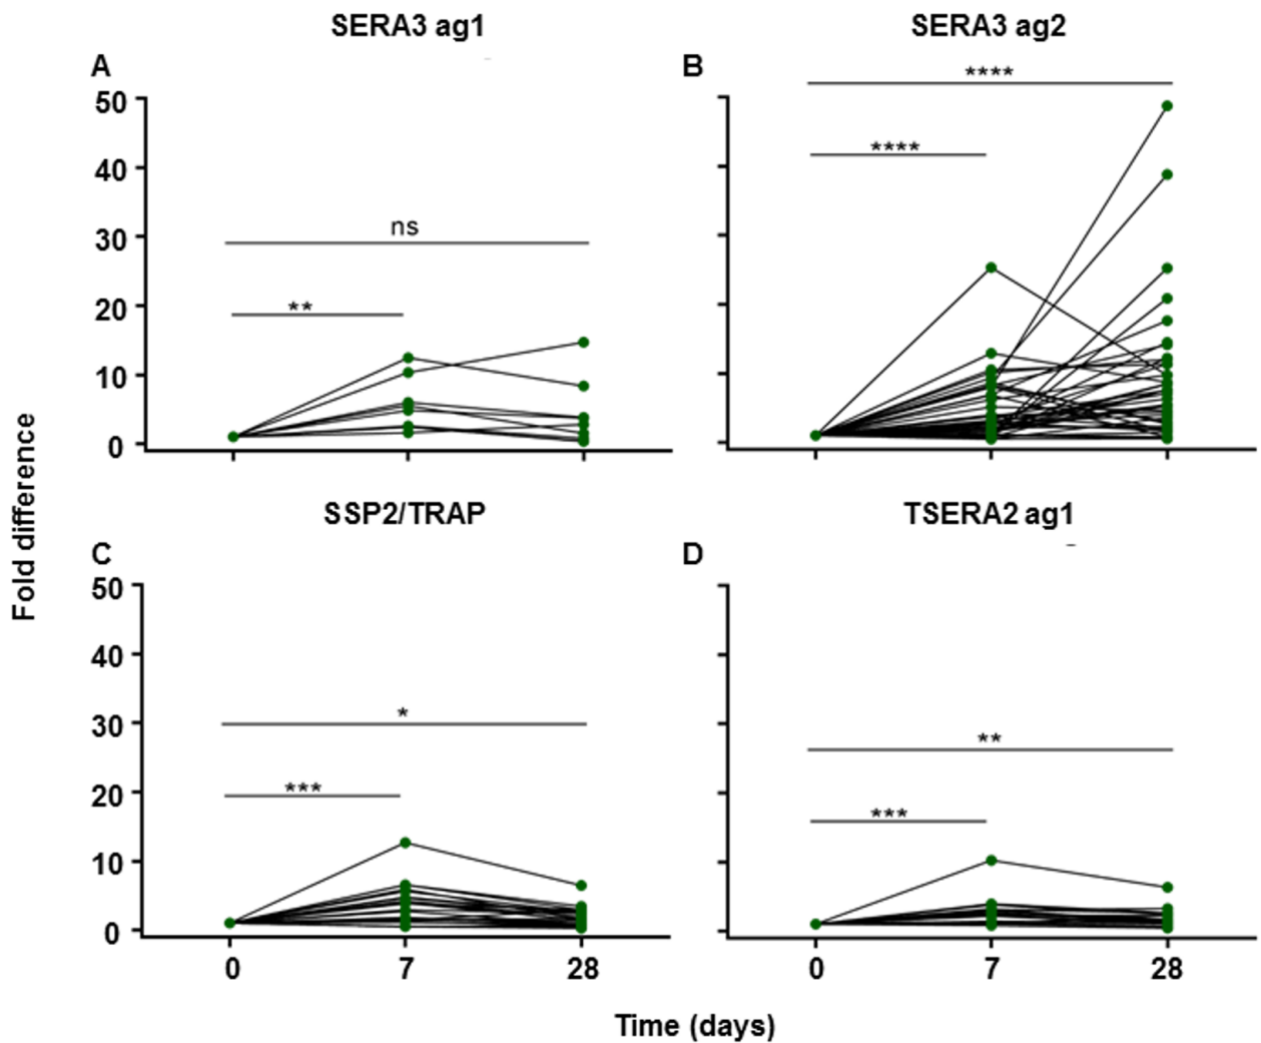 SERA3 ag1
SERA3 ag2
A
B
****
50
****
40
ns
30
**
20
10
0
Fold difference
SSP2/TRAP
TSERA2 ag1
C
D
50
40
*
30
**
***
20
***
10
0
0
7
28
0
7
28
Time (days)